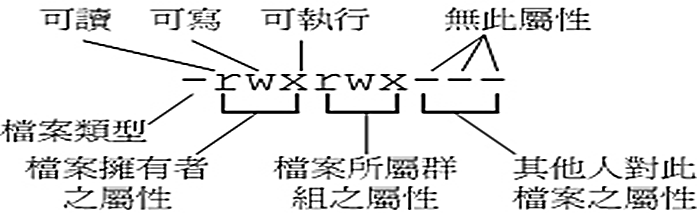 可讀 可寫 可執行 無此屬性
-rwxrwx---
檔案類型
檔案擁有者 檔案所屬群 其他人對此
之屬性 組之屬性 檔案之屬性